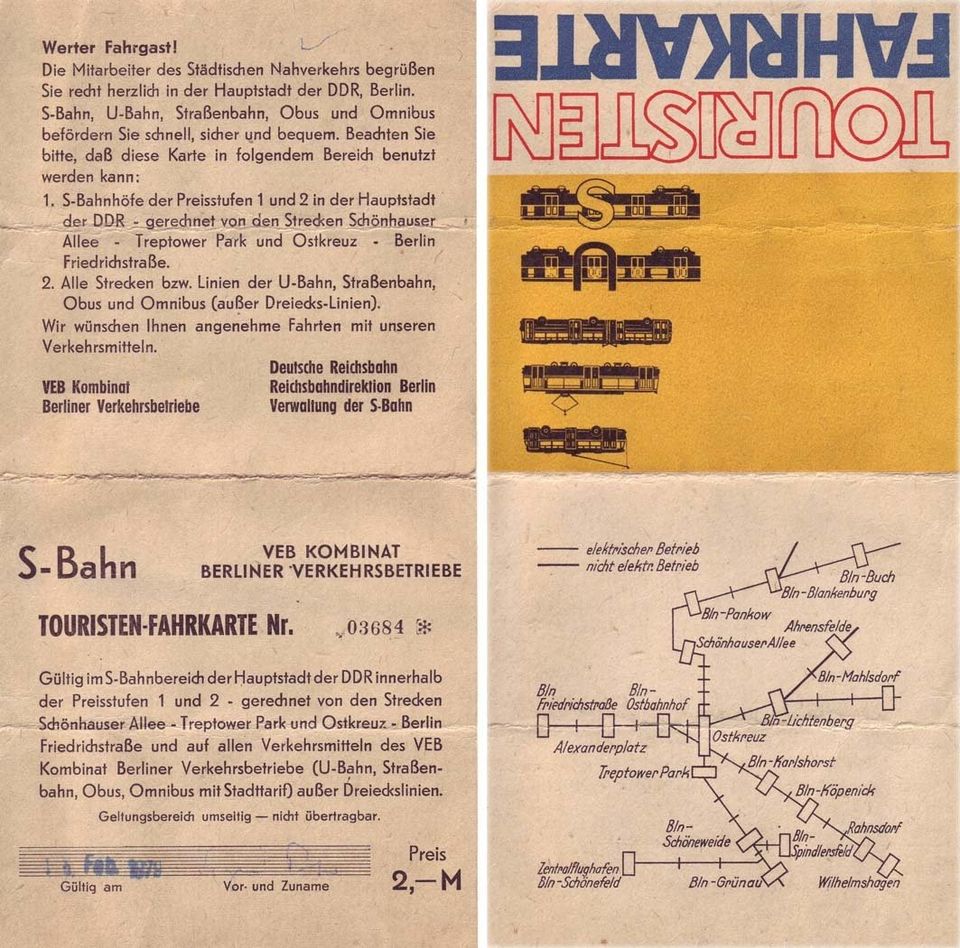 Werter Fahrgast!
Die Mitarbeiter des Städtischen Nahverkehrs begrüßen
Sie recht herzlich in der Hauptstadt der DDR, Berlin.
S-Bahn, U-Bahn, Straßenbahn, Obus und Omnibus
befördern Sie schnell, sicher und bequem. Beachten Sie
bitte, daß diese Karte in folgendem Bereich benutzt
werden kann:
1. S-Bahnhöfe der Preisstufen 1 und 2 in der Hauptstadt
der DDR - gerechnet von den Strecken Schönhauser
Allee - Treptower Park und Ostkreuz - Berlin
Friedrichstraße.
2. Alle Strecken bzw. Linien der U-Bahn, Straßenbahn,
Obus und Omnibus (außer Dreiecks-Linien).
Wir wünschen Ihnen angenehme Fahrten mit unseren
Verkehrsmitteln.
VEB Kombinat
Berliner Verkehrsbetriebe
Deutsche Reichsbahn
Reichsbahndirektion Berlin
Verwaltung der S-Bahn
S-Bahn
VEB KOMBINAT
BERLINER VERKEHRSBETRIEBE
TOURISTEN-FAHRKARTE Nr. 03684 *
Gültig im S-Bahnbereich der Hauptstadt der DDR innerhalb
der Preisstufen 1 und 2 - gerechnet von den Strecken
Schönhauser Allee - Treptower Park und Ostkreuz - Berlin
Friedrichstraße und auf allen Verkehrsmitteln des VEB
Kombinat Berliner Verkehrsbetriebe (U-Bahn, Straßen-
bahn, Obus, Omnibus mit Stadttarif) außer Dreieckslinien.
Geltungsbereich umseitig — nicht übertragbar.
Feb. 1979
Gültig am
Vor- und Zuname
Preis
2,— M
TOURISTEN
FAHRKARTE
S
U
elektrischer Betrieb
nicht elektr. Betrieb
Bln-Buch
Bln-Blankenburg
Bln-Pankow
Ahrensfelde
Schönhauser Allee
Bln-Mahlsdorf
Bln
Friedrichstraße
Bln-
Ostbahnhof
Bln-Lichtenberg
Ostkreuz
Alexanderplatz
Bln-Karlshorst
Treptower Park
Bln-Köpenick
Bln-
Schöneweide
Bln-
Spindlersfeld
Rahnsdorf
Zentralflughafen
Bln-Schönefeld
Bln-Grünau
Wilhelmshagen